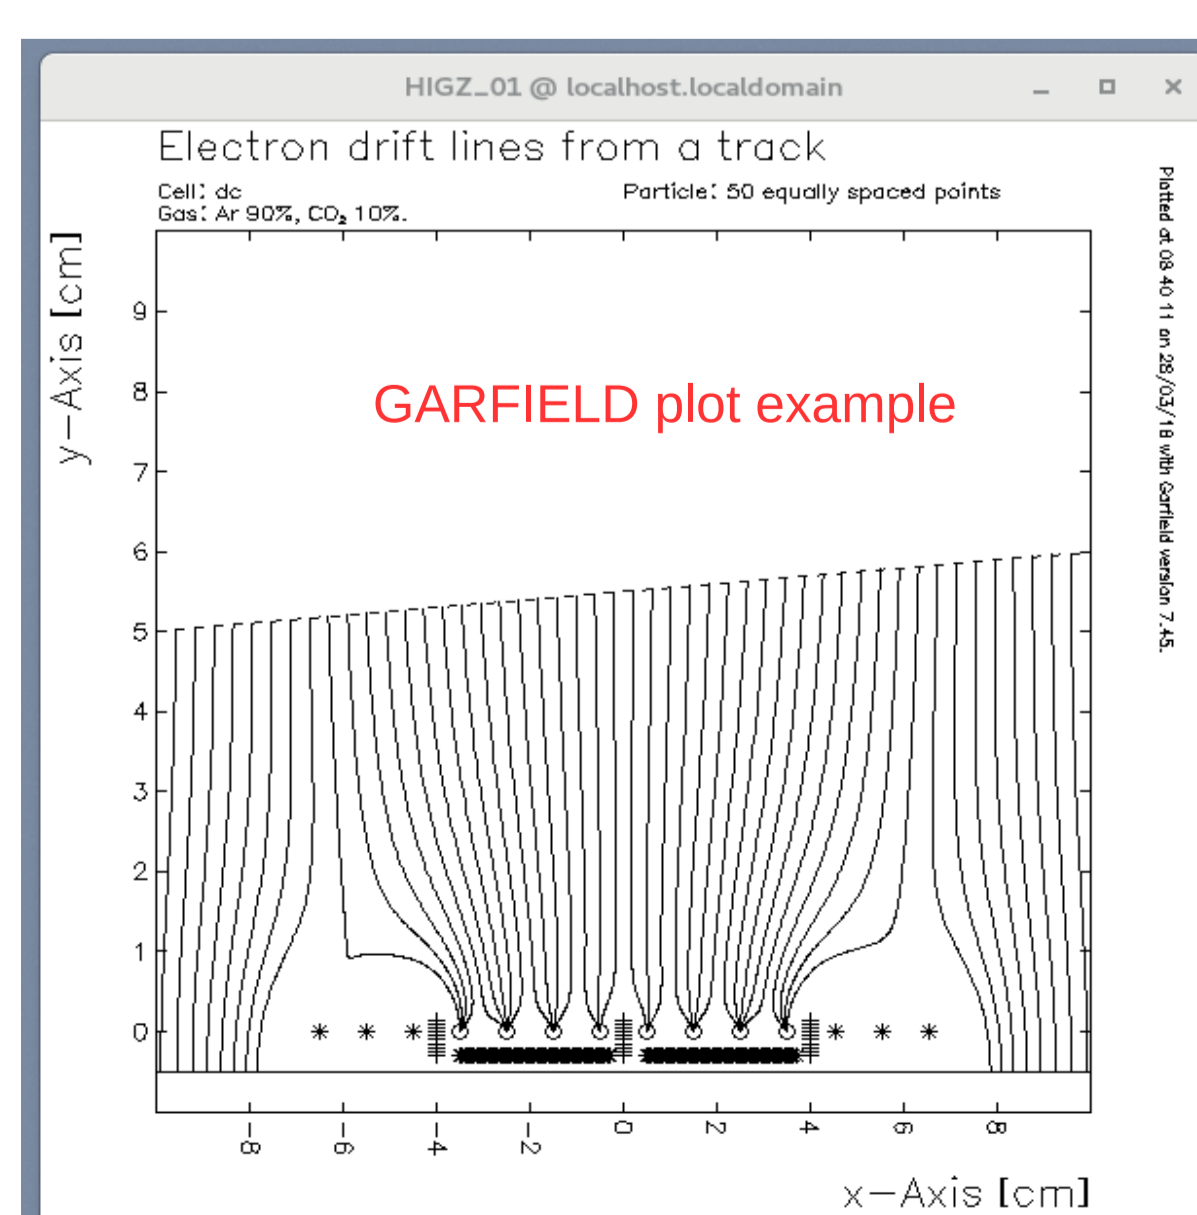 HIGZ_01 @ localhost.localdomain
Electron drift lines from a track
Cell: dc
Particle: 50 equally spaced points
Gas: Ar 90%, CO₂ 10%.
Plotted at 08 40 11 on 28/03/18 with Garfield version 7.45.
y-Axis [cm]
GARFIELD plot example
9
8
7
6
5
4
3
2
1
0
-8
-6
-4
-2
0
2
4
6
8
x-Axis [cm]